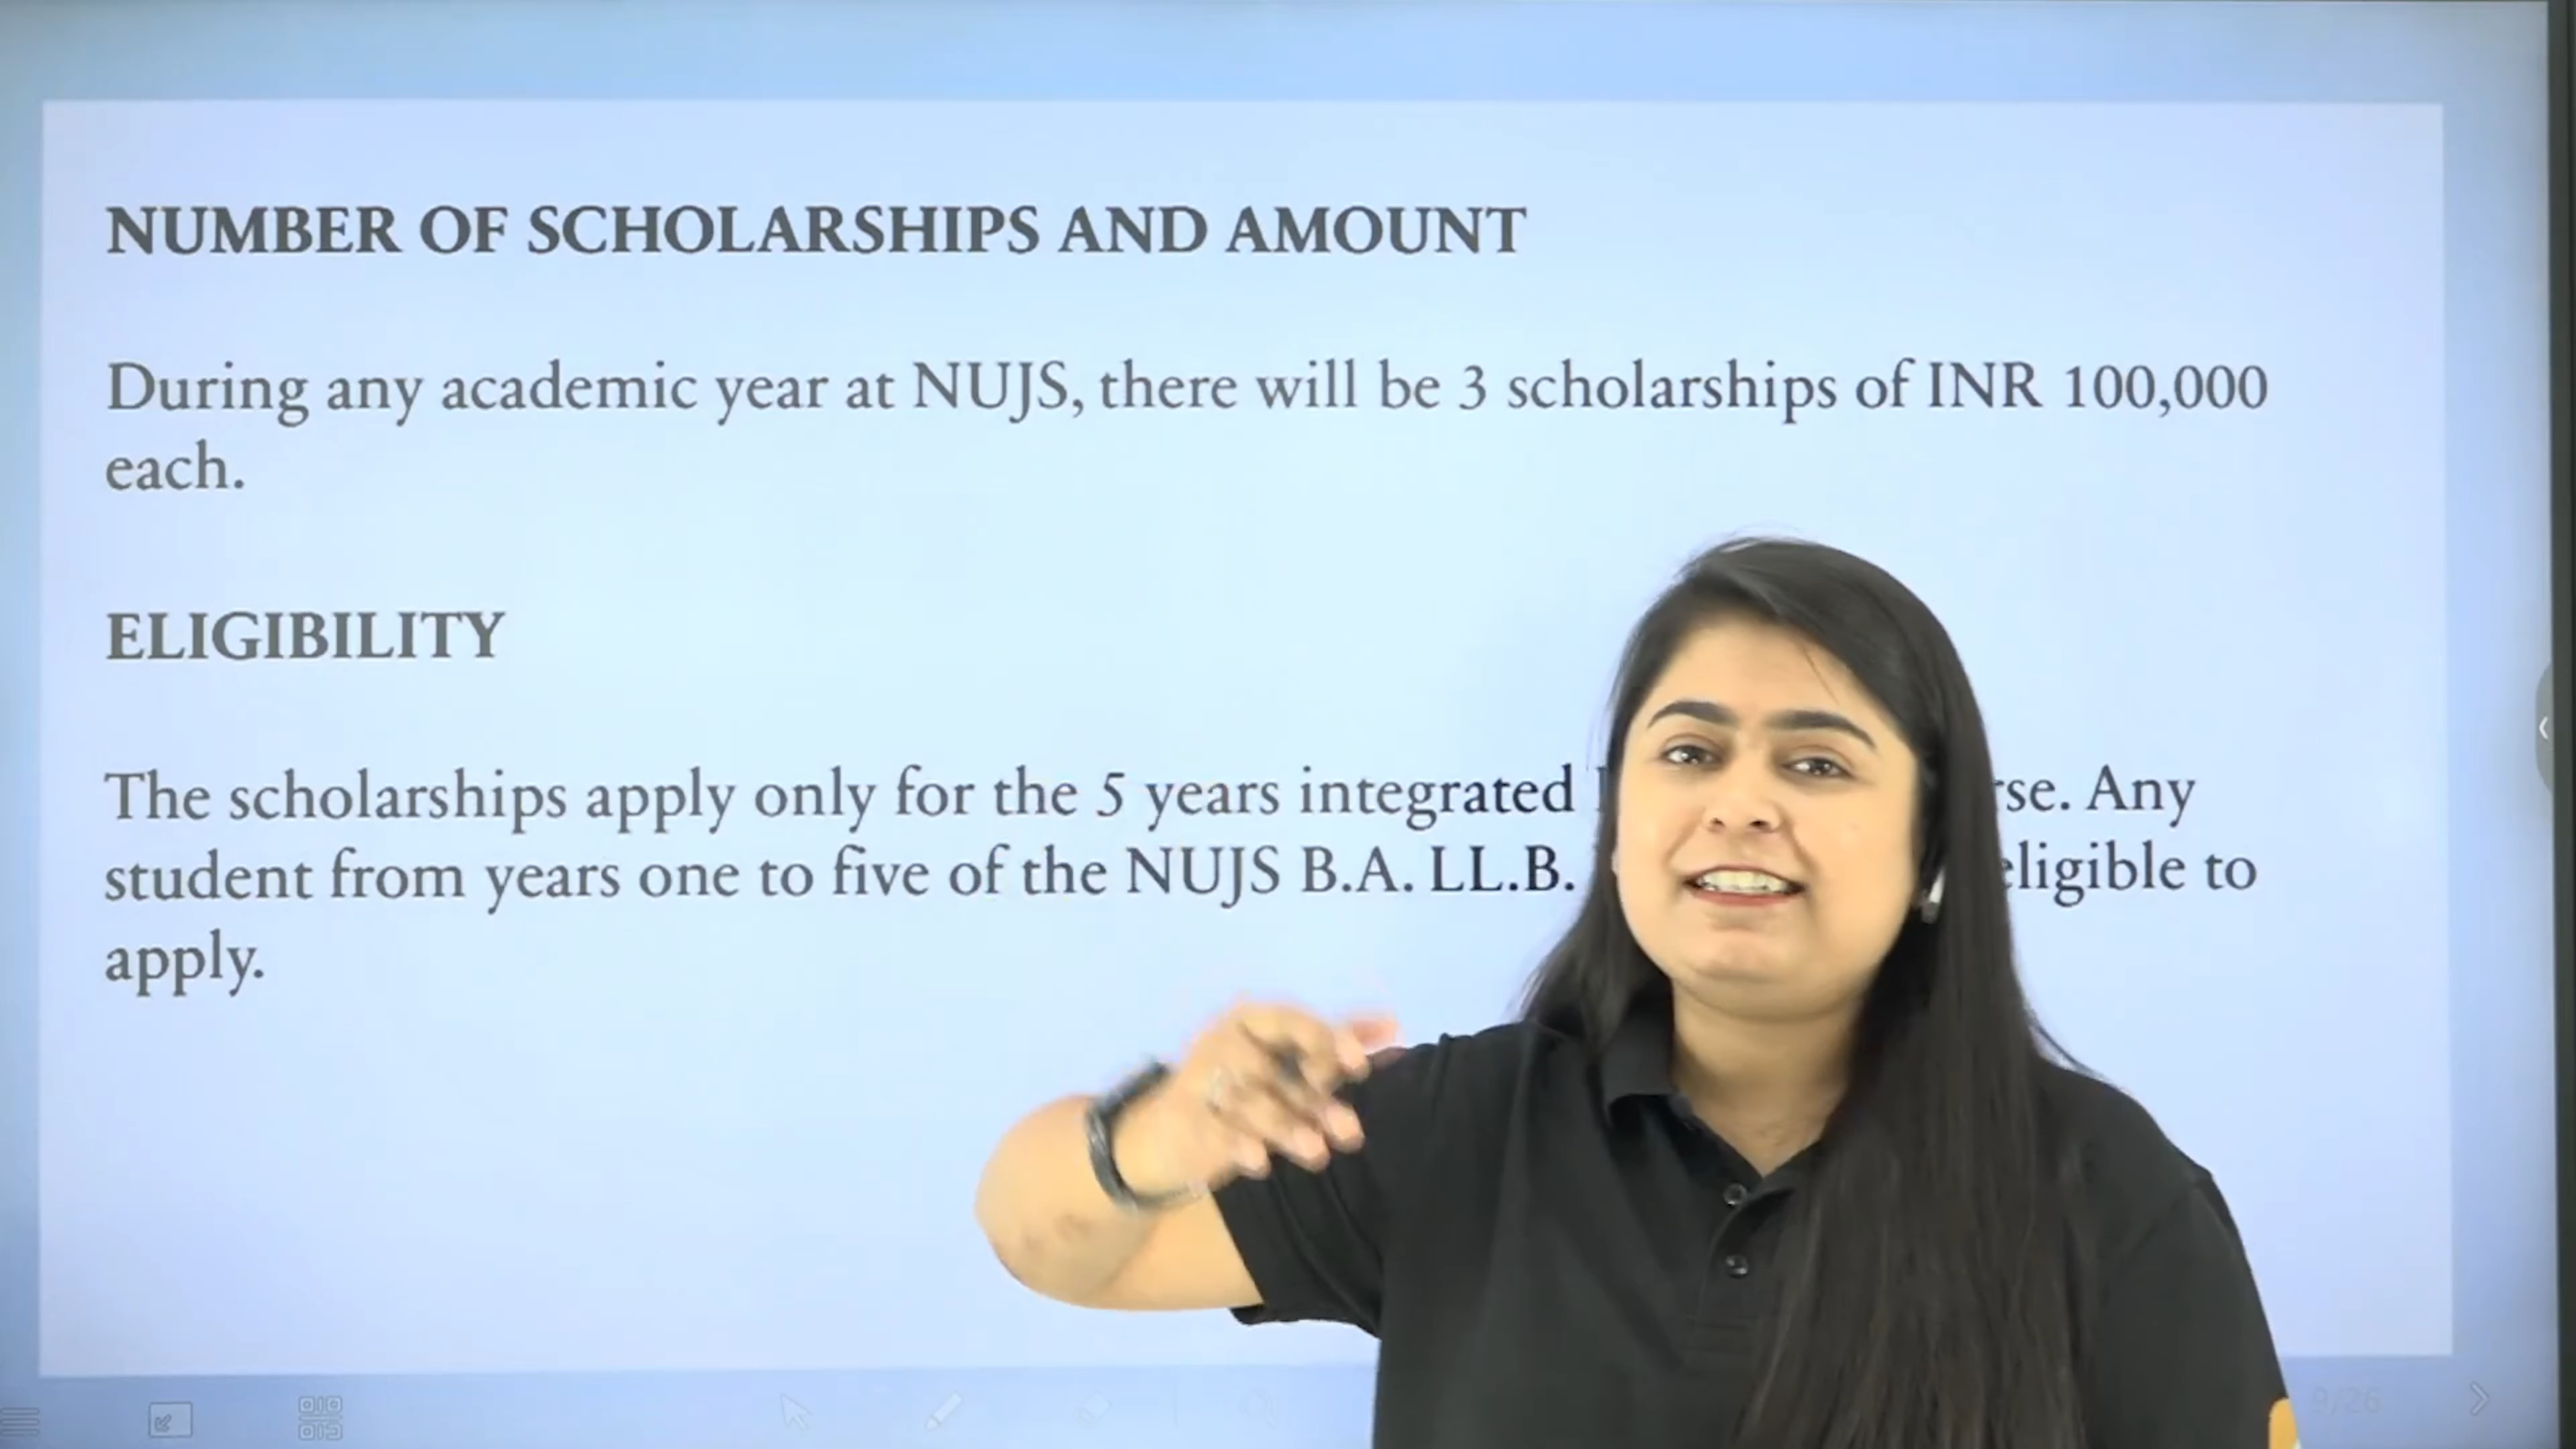 NUMBER OF SCHOLARSHIPS AND AMOUNT
During any academic year at NUJS, there will be 3 scholarships of INR 100,000
each.
ELIGIBILITY
The scholarships apply only for the 5 years integrated Any
student from years one to five of the NUJS B.A. LL.B. eligible to
apply.
9/26